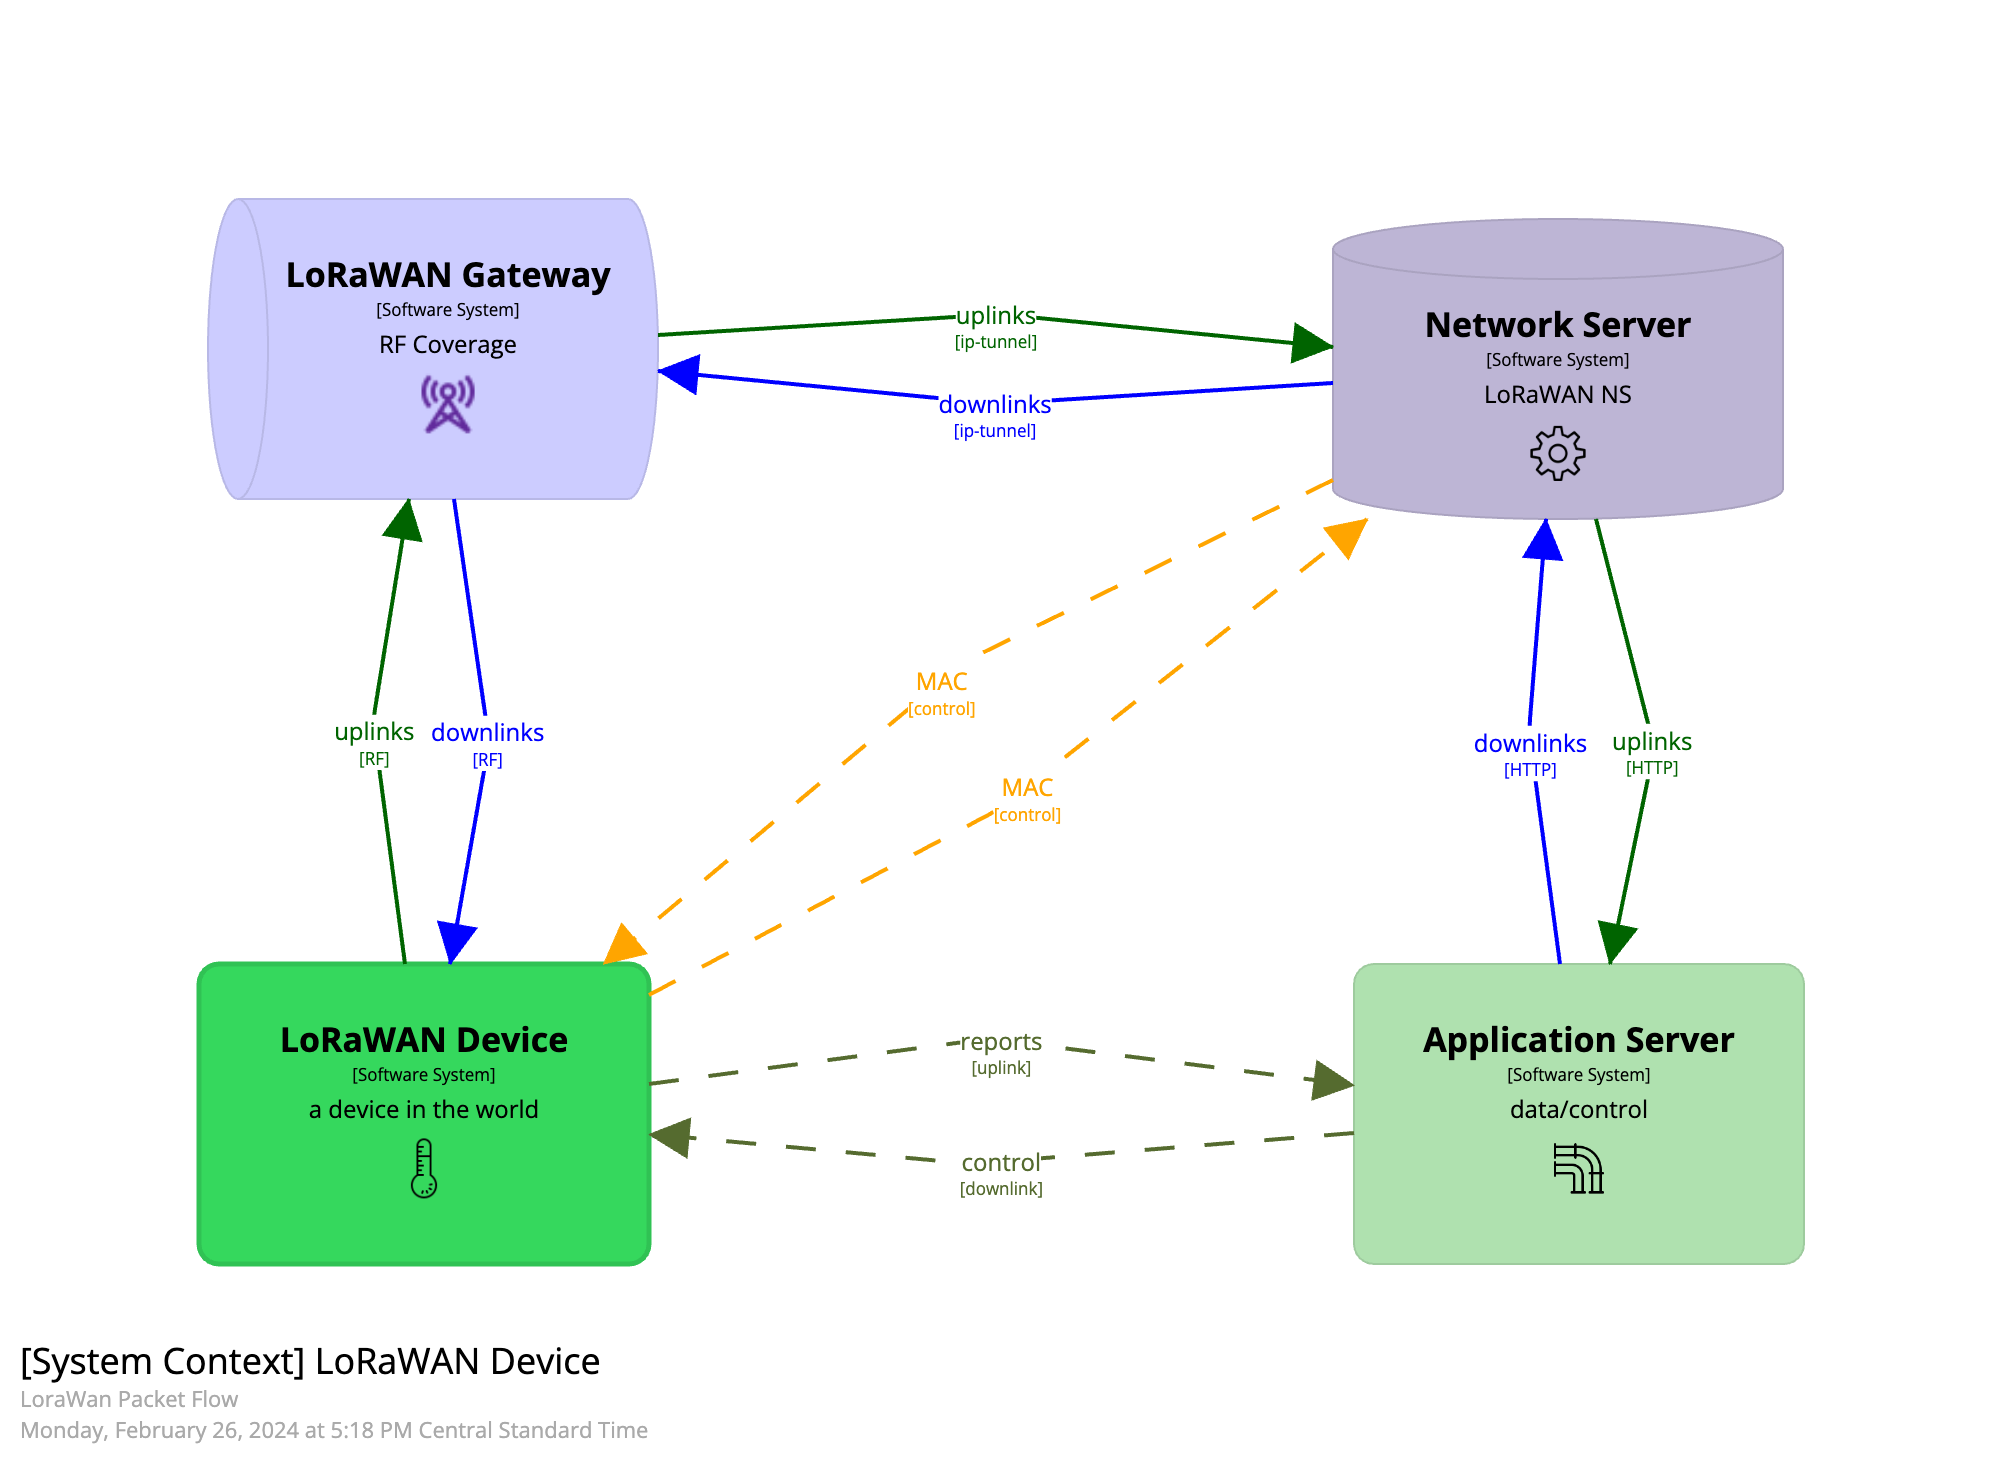 LoRaWAN Gateway
[Software System]
RF Coverage
uplinks
[ip-tunnel]
downlinks
[ip-tunnel]
Network Server
[Software System]
LoRaWAN NS
uplinks
[RF]
downlinks
[RF]
MAC
[control]
MAC
[control]
downlinks
[HTTP]
uplinks
[HTTP]
LoRaWAN Device
[Software System]
a device in the world
reports
[uplink]
control
[downlink]
Application Server
[Software System]
data/control
[System Context] LoRaWAN Device
LoraWan Packet Flow
Monday, February 26, 2024 at 5:18 PM Central Standard Time